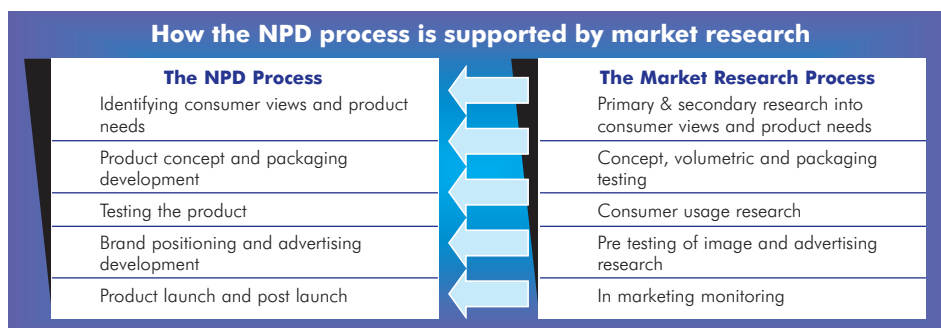 How the NPD process is supported by market research
The NPD Process
Identifying consumer views and product
needs
Product concept and packaging
development
Testing the product
Brand positioning and advertising
development
Product launch and post launch
The Market Research Process
Primary & secondary research into
consumer views and product needs
Concept, volumetric and packaging
testing
Consumer usage research
Pre testing of image and advertising
research
In marketing monitoring